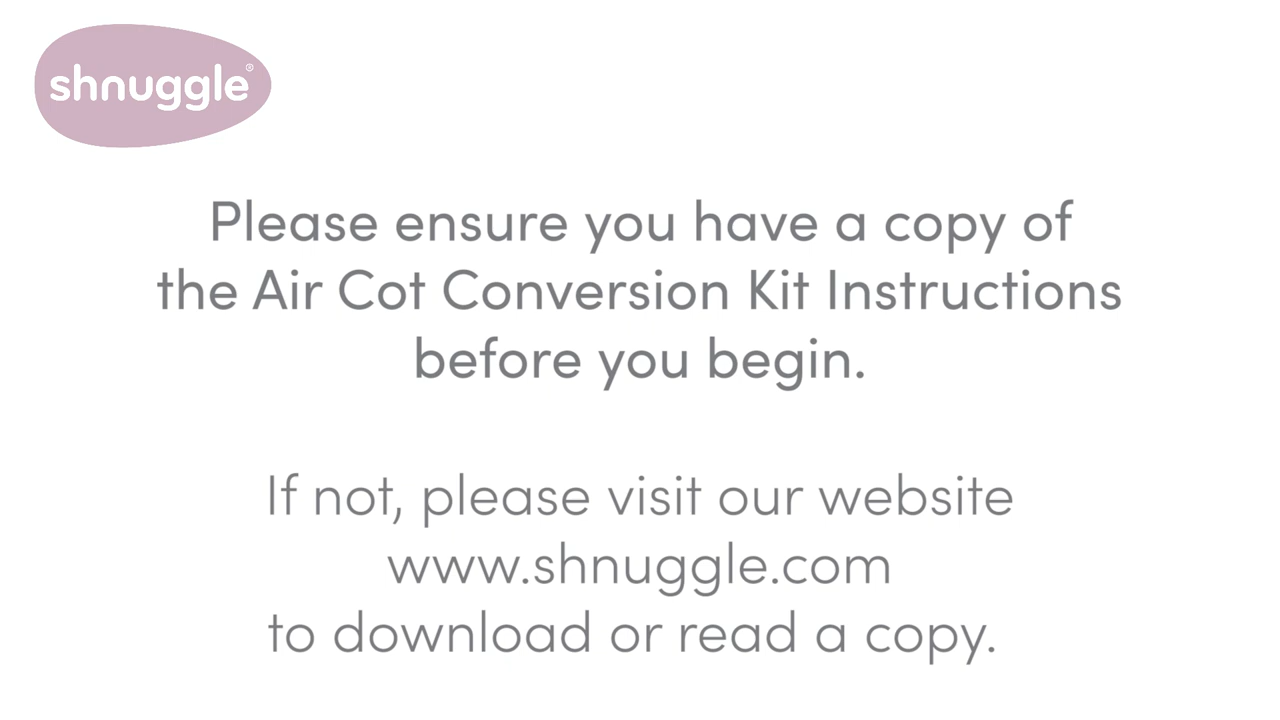 shnuggle®
Please ensure you have a copy of
the Air Cot Conversion Kit Instructions
before you begin.
If not, please visit our website
www.shnuggle.com
to download or read a copy.